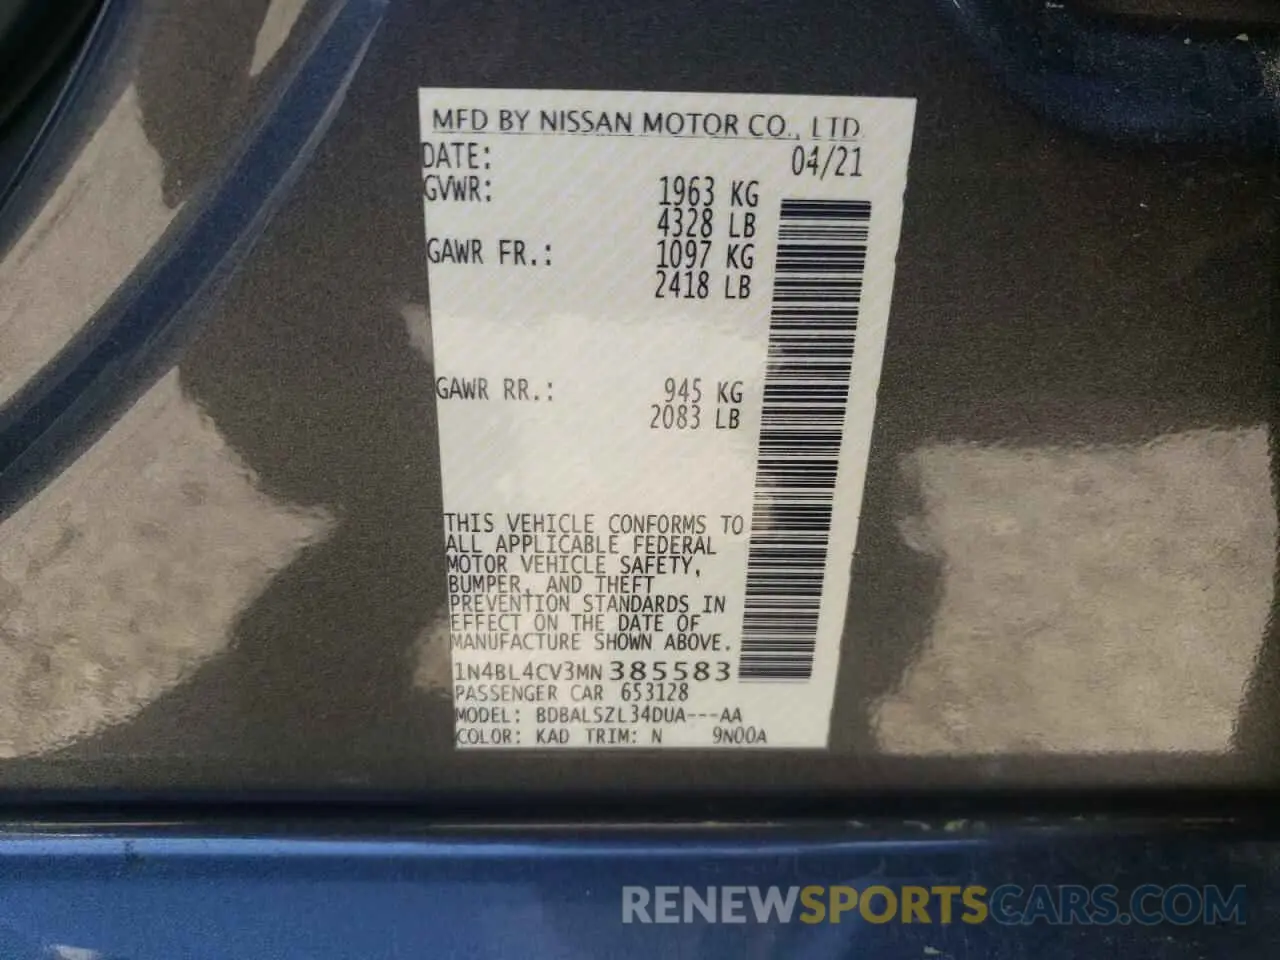 MFD BY NISSAN MOTOR CO., LTD.
DATE: 04/21
GVWR: 1963 KG
4328 LB
GAWR FR.: 1097 KG
2418 LB
GAWR RR.: 945 KG
2083 LB
THIS VEHICLE CONFORMS TO
ALL APPLICABLE FEDERAL
MOTOR VEHICLE SAFETY,
BUMPER, AND THEFT
PREVENTION STANDARDS IN
EFFECT ON THE DATE OF
MANUFACTURE SHOWN ABOVE.
1N4BL4CV3MN385583
PASSENGER CAR 653128
MODEL: BDBALSZL34DUA---AA
COLOR: KAD TRIM: N 9N00A
RENEWSPORTSCARS.COM